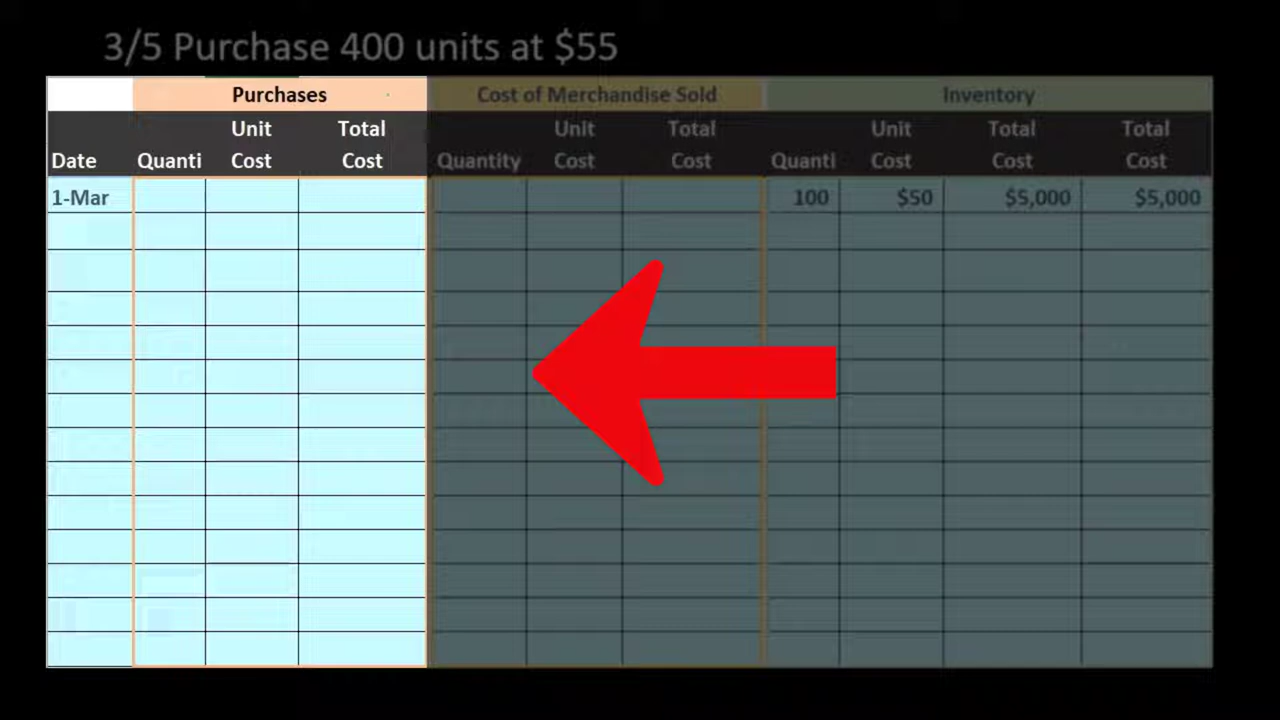 3/5 Purchase 400 units at $55
Purchases Cost of Merchandise Sold Inventory
Unit Total Unit Total Unit Total Total
Date Quanti Cost Cost Quantity Cost Cost Quanti Cost Cost Cost
1-Mar 100 $50 $5,000 $5,000